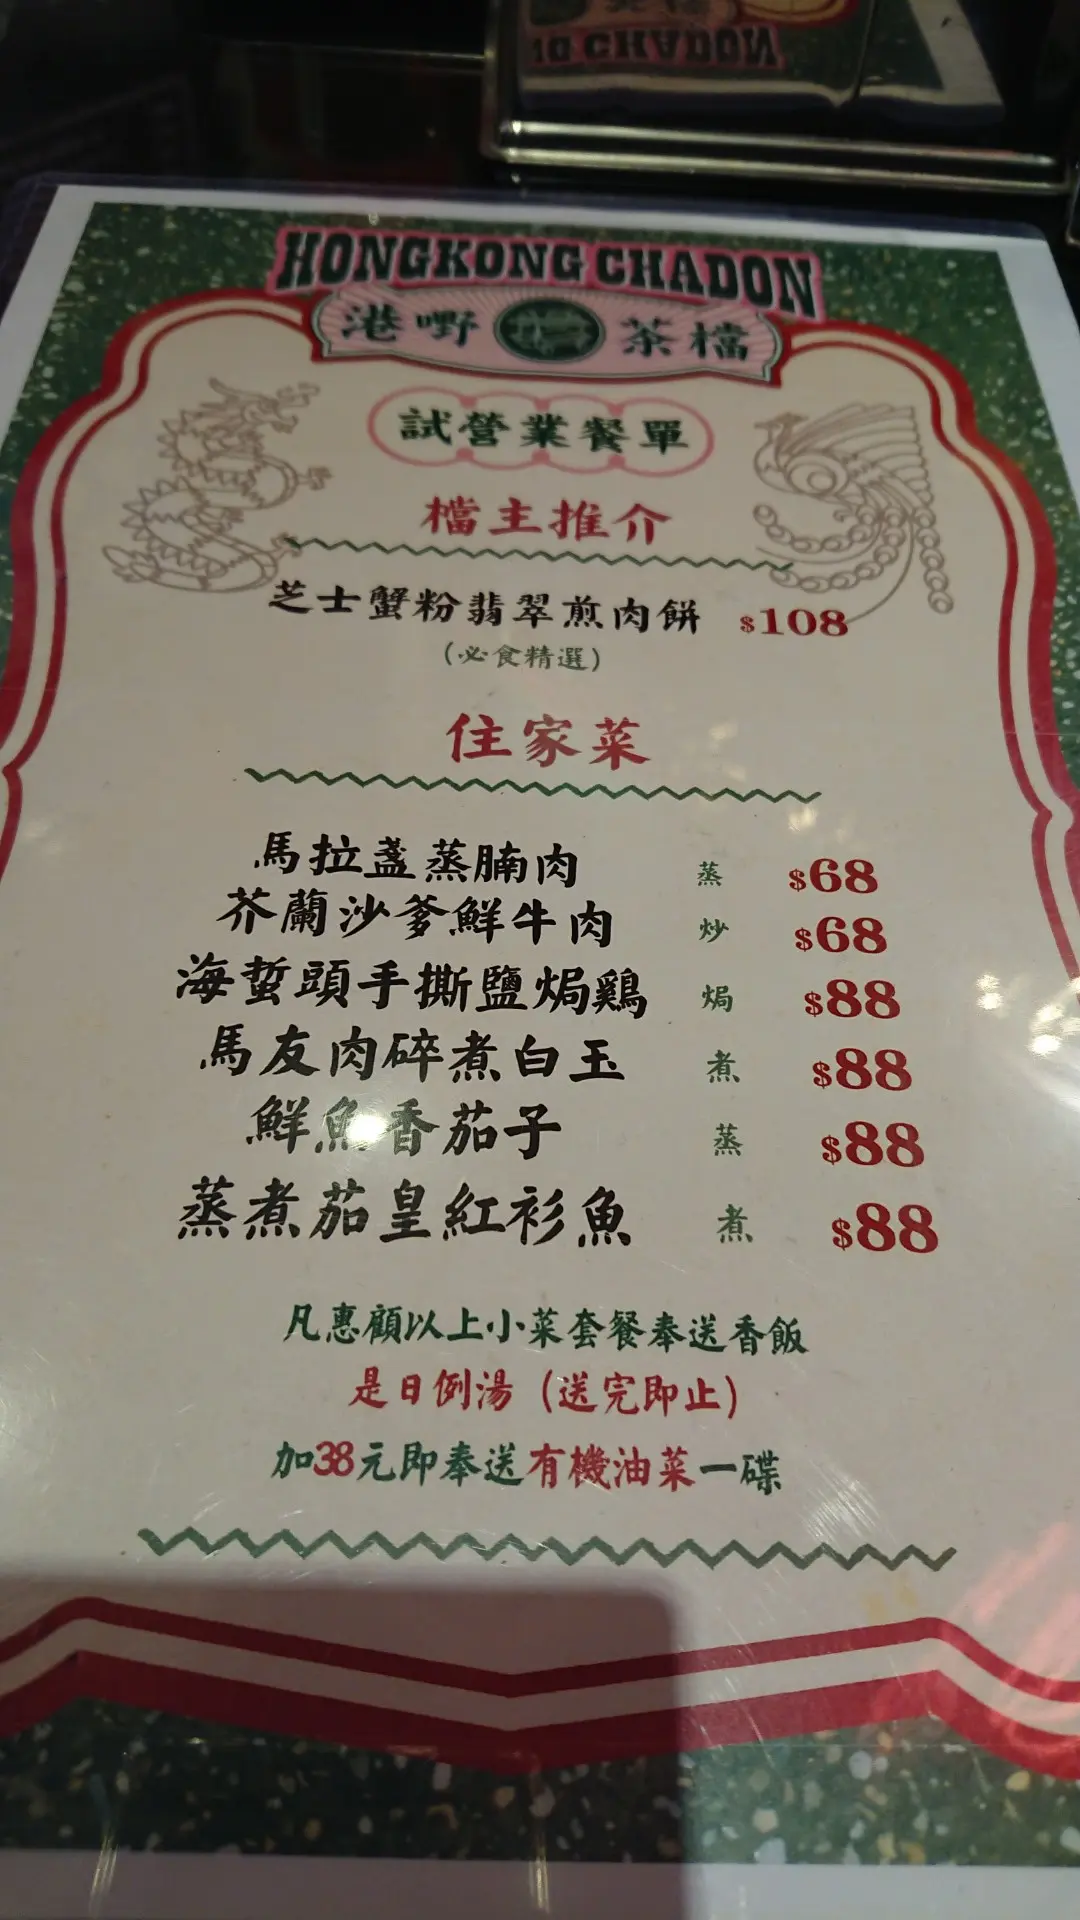 HONGKONG CHADON
港嘢 茶檔
試營業餐單
檔主推介
芝士蟹粉翡翠煎肉餅 $108
(必食精選)
住家菜
馬拉盞蒸腩肉 蒸 $68
芥蘭沙爹鮮牛肉 炒 $68
海蜇頭手撕鹽焗鷄 焗 $88
馬友肉碎煮白玉 煮 $88
鮮魚香茄子 蒸 $88
蒸煮茄皇紅衫魚 煮 $88
凡惠顧以上小菜套餐奉送香飯
是日例湯 (送完即止)
加38元即奉送有機油菜一碟